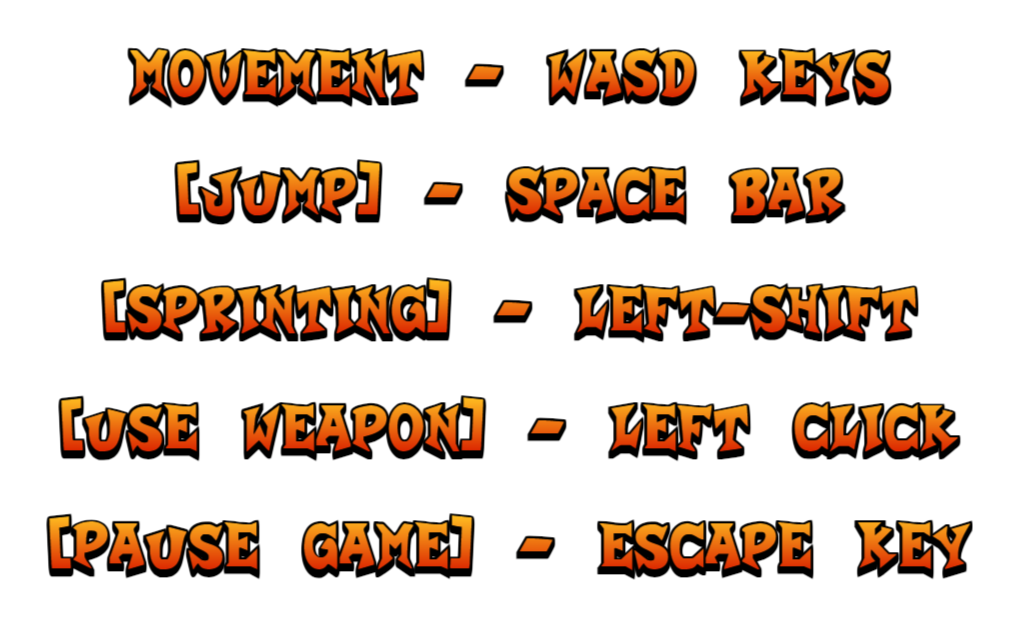 MOVEMENT - WASD KEYS
[JUMP] - SPACE BAR
[SPRINTING] - LEFT-SHIFT
[USE WEAPON] - LEFT CLICK
[PAUSE GAME] - ESCAPE KEY